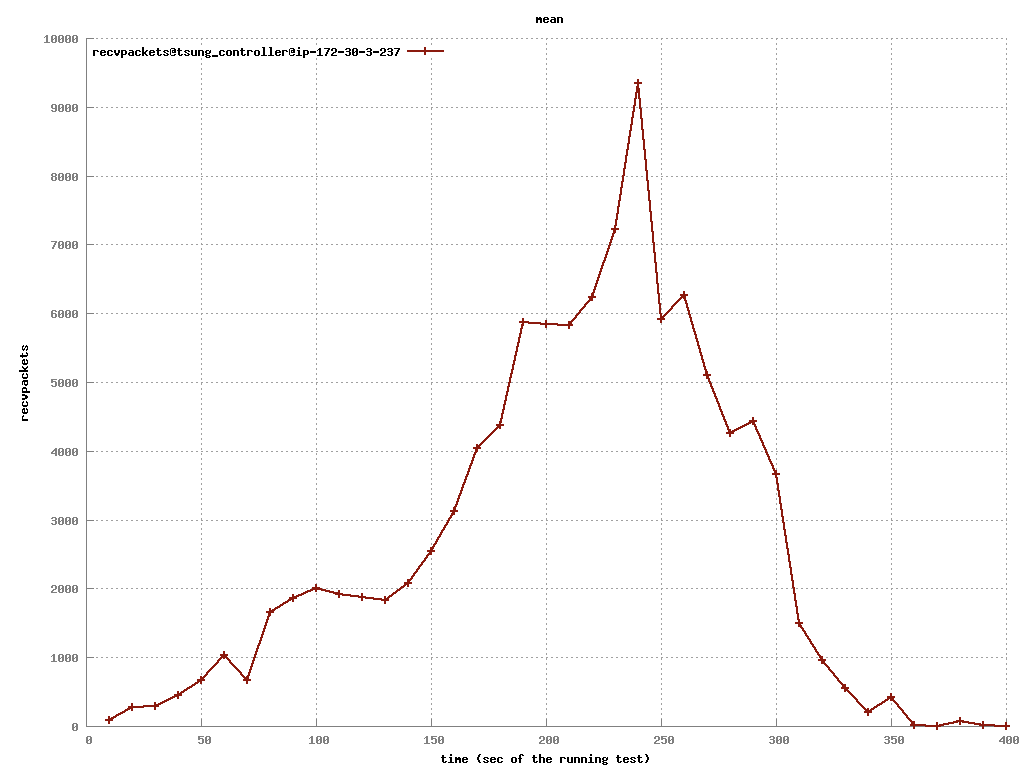 mean
10000
recvpackets@tsung_controller@ip-172-30-3-237
9000
8000
7000
6000
5000
4000
3000
2000
1000
0
recvpackets
0 50 100 150 200 250 300 350 400
time (sec of the running test)